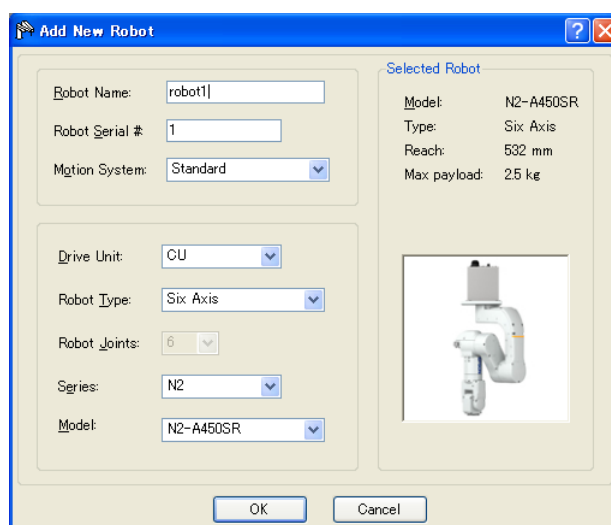 Add New Robot
Robot Name: robot1
Robot Serial #: 1
Motion System: Standard
Drive Unit: CU
Robot Type: Six Axis
Robot Joints: 6
Series: N2
Model: N2-A450SR
Selected Robot
Model: N2-A450SR
Type: Six Axis
Reach: 532 mm
Max payload: 2.5 kg
OK
Cancel